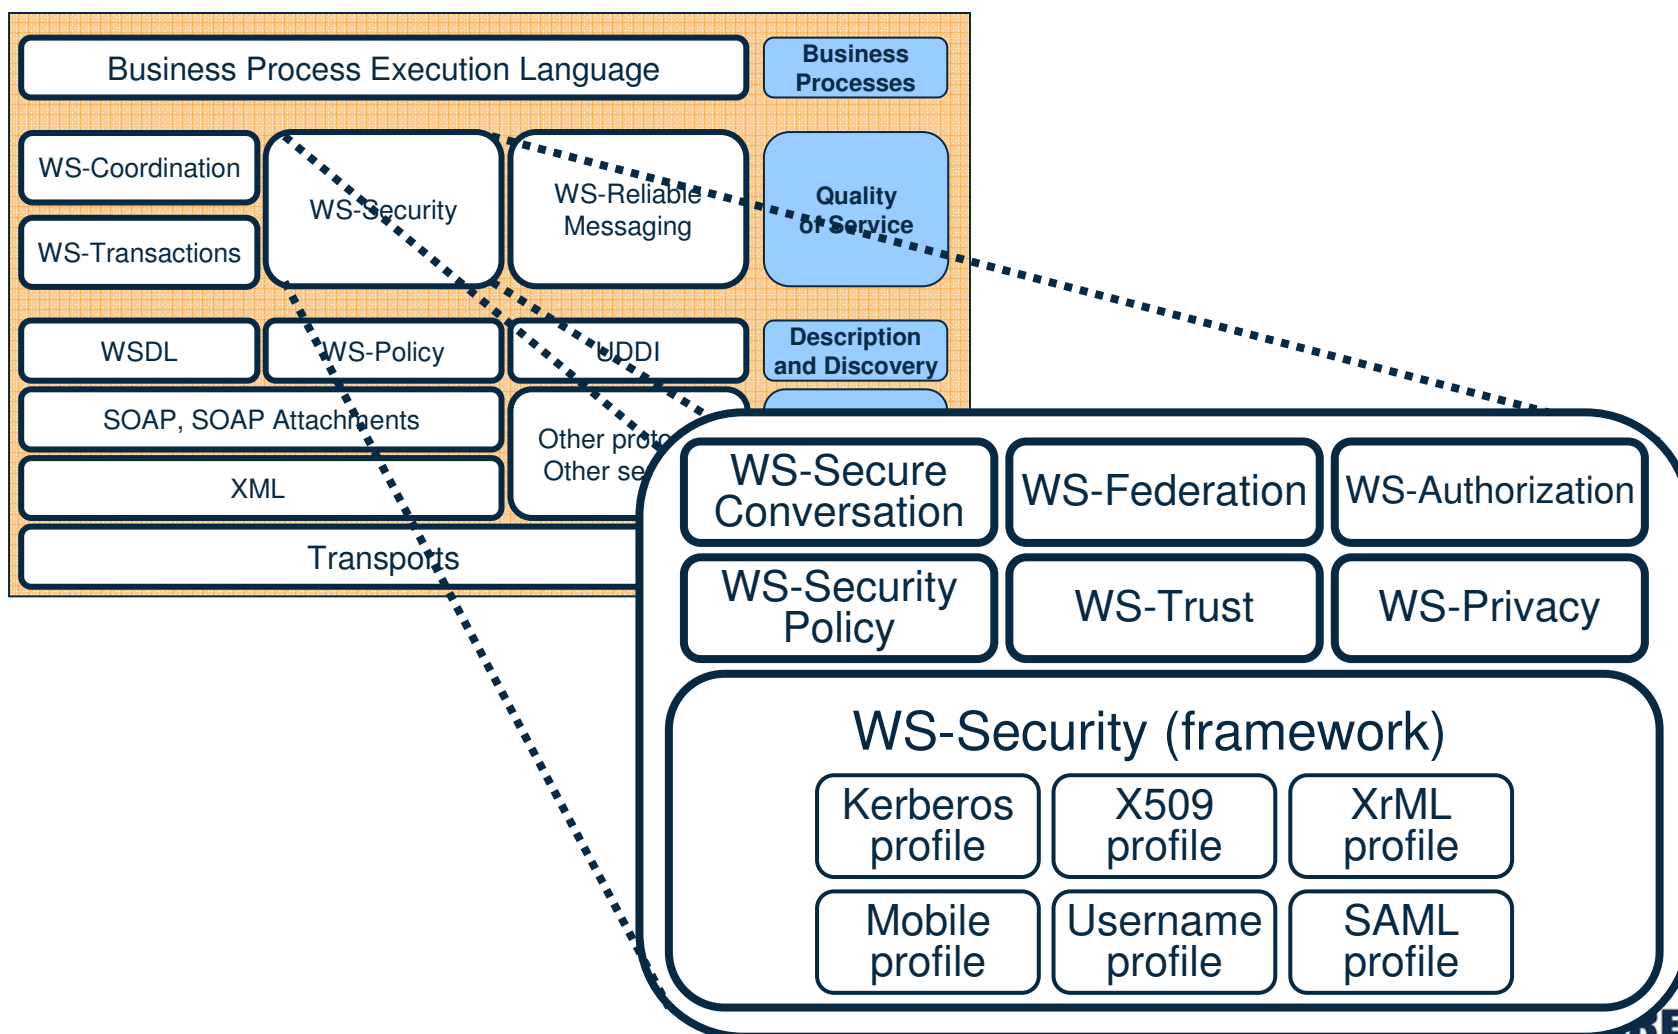 Business Process Execution Language
Business
Processes
WS-Coordination
WS-Transactions
WS-Security
WS-Reliable
Messaging
Quality
of Service
WSDL
WS-Policy
UDDI
Description
and Discovery
SOAP, SOAP Attachments
XML
Other
Other
Transports
WS-Secure
Conversation
WS-Federation
WS-Authorization
WS-Security
Policy
WS-Trust
WS-Privacy
WS-Security (framework)
Kerberos
profile
X509
profile
XrML
profile
Mobile
profile
Username
profile
SAML
profile